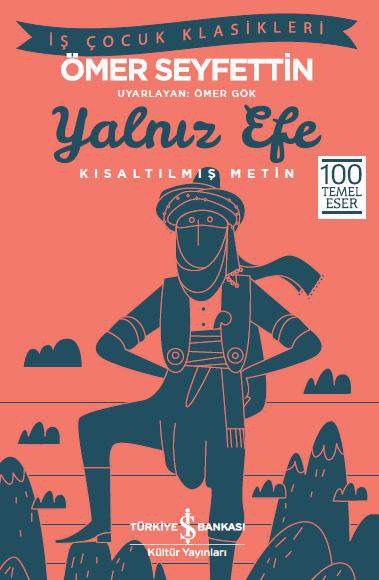 İŞ ÇOCUK KLASİKLERİ
ÖMER SEYFETTİN
UYARLAYAN: ÖMER GÖK
Yalnız Efe
KISALTILMIŞ METİN
100
TEMEL
ESER
TÜRKİYE İŞ BANKASI
Kültür Yayınları